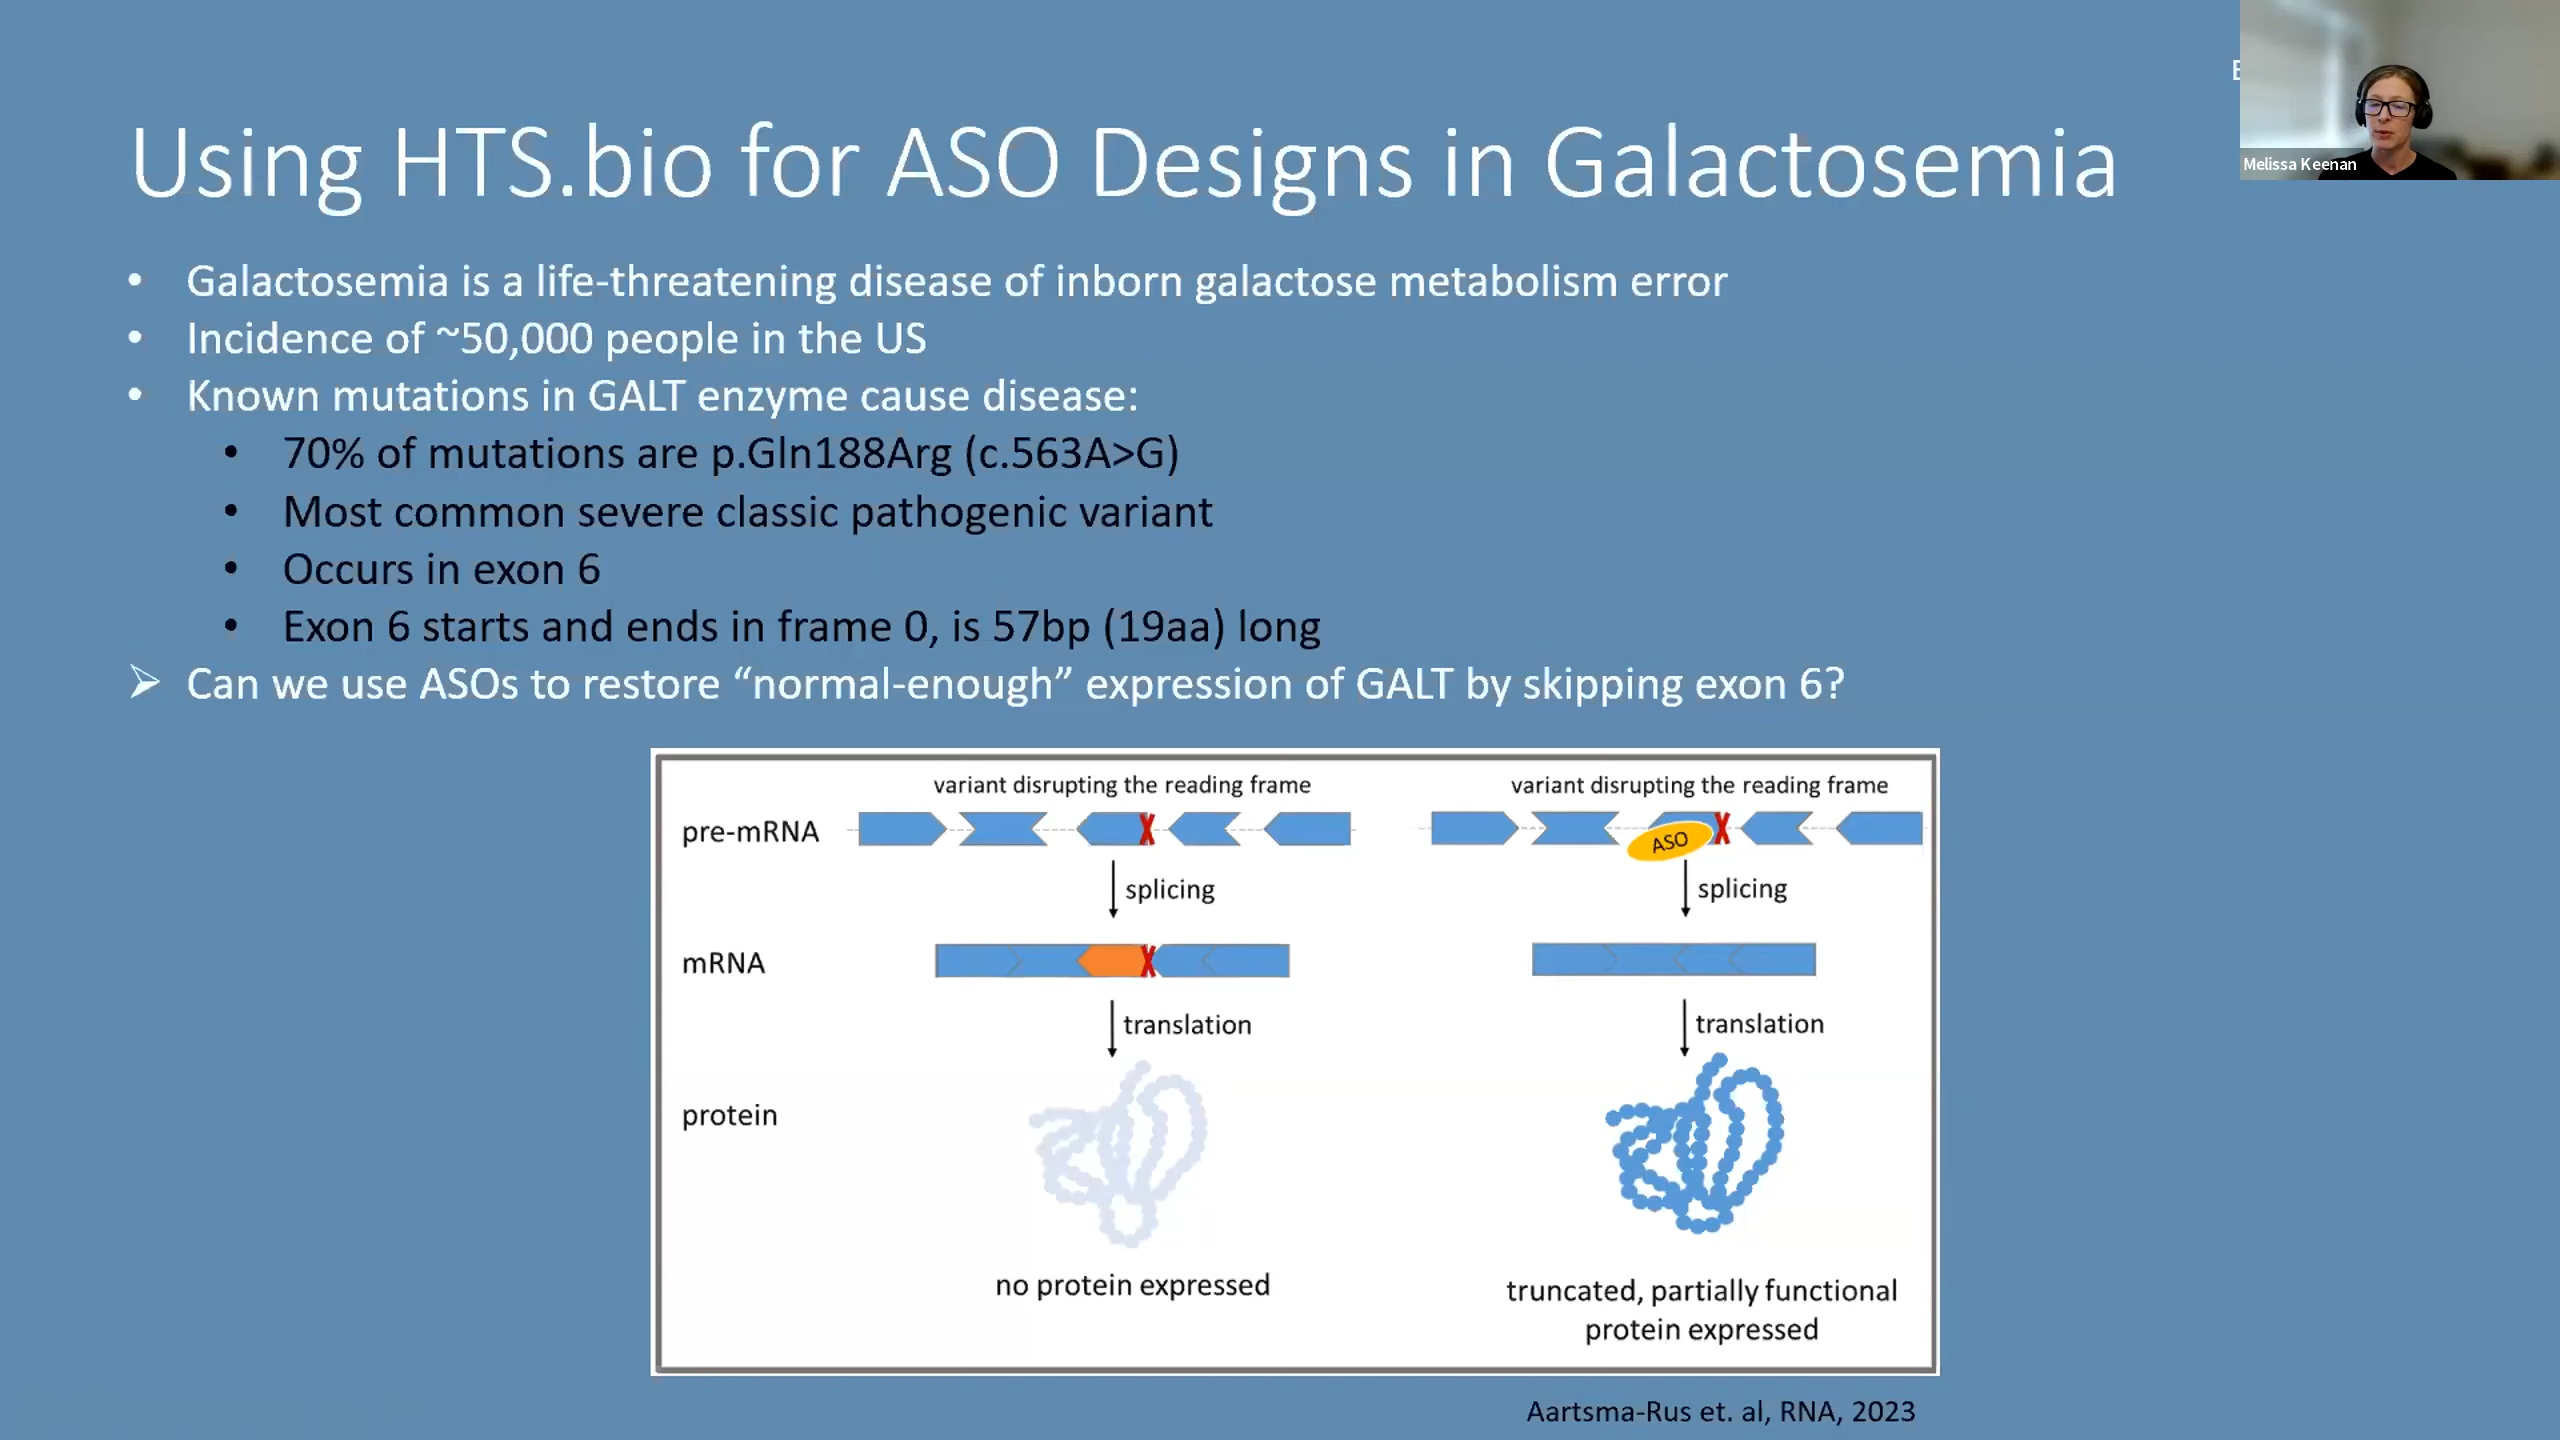 E
Melissa Keenan
Using HTS.bio for ASO Designs in Galactosemia
• Galactosemia is a life-threatening disease of inborn galactose metabolism error
• Incidence of ~50,000 people in the US
• Known mutations in GALT enzyme cause disease:
• 70% of mutations are p.Gln188Arg (c.563A>G)
• Most common severe classic pathogenic variant
• Occurs in exon 6
• Exon 6 starts and ends in frame 0, is 57bp (19aa) long
➢ Can we use ASOs to restore “normal-enough” expression of GALT by skipping exon 6?
variant disrupting the reading frame
variant disrupting the reading frame
pre-mRNA
ASO
splicing
splicing
mRNA
translation
translation
protein
no protein expressed
truncated, partially functional
protein expressed
Aartsma-Rus et. al, RNA, 2023